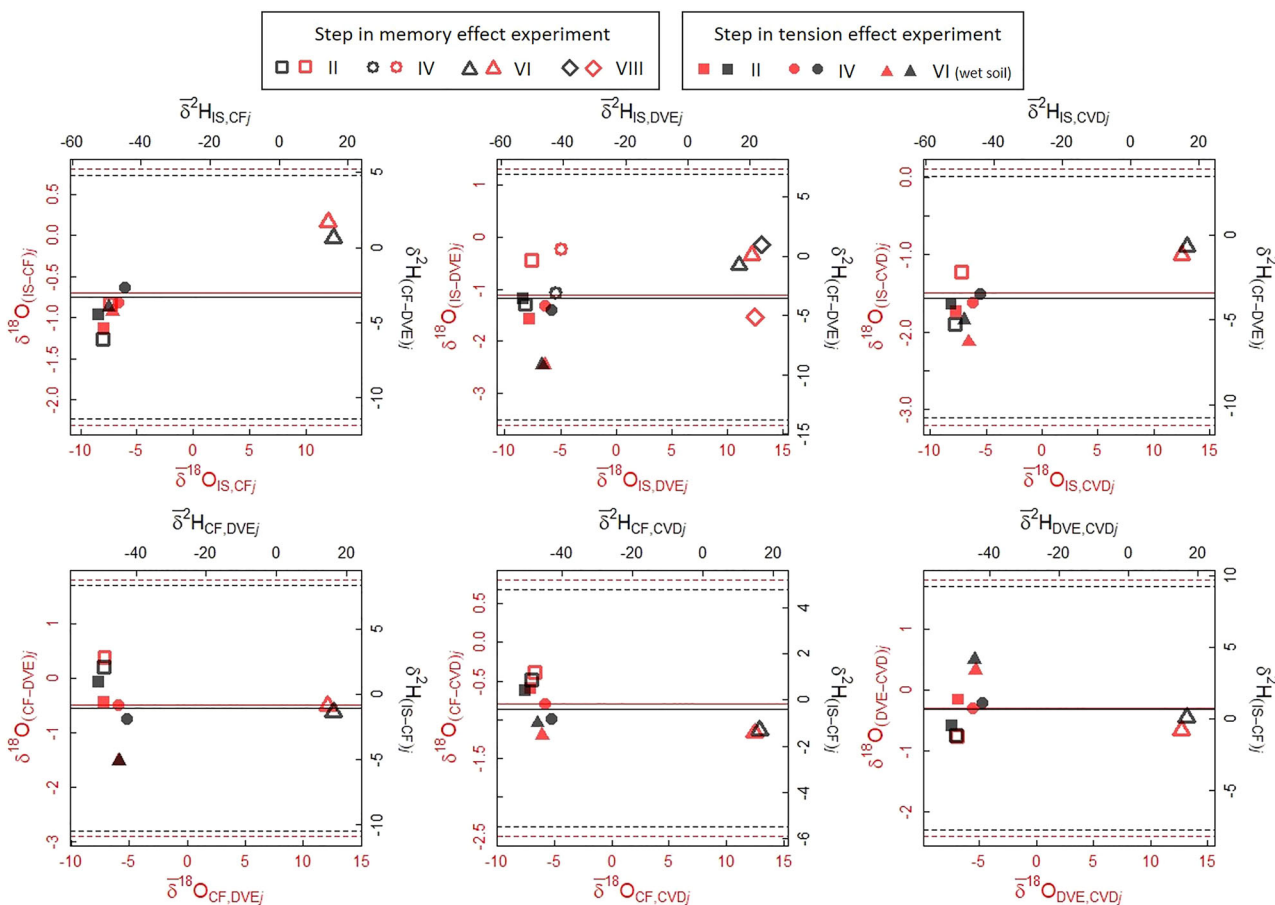 Step in memory effect experiment
II IV VI VIII
Step in tension effect experiment
II IV VI (wet soil)
δ̅²H_IS,CFj
-60 -40 -20 0 20
δ¹⁸O(IS−CF)j
0.5
0.0
-0.5
-1.0
-1.5
-2.0
5
0
-5
-10
δ²H(CF−DVE)j
-10 -5 0 5 10 15
δ̅¹⁸O_IS,CFj
δ̅²H_IS,DVEj
-60 -40 -20 0 20
δ¹⁸O(IS−DVE)j
1
0
-1
-2
-3
5
0
-5
-10
-15
δ²H(CF−DVE)j
-10 -5 0 5 10 15
δ̅¹⁸O_IS,DVEj
δ̅²H_IS,CVDj
-60 -40 -20 0 20
δ¹⁸O(IS−CVD)j
0.0
-1.0
-2.0
-3.0
0
-5
-10
δ²H(CF−DVE)j
-10 -5 0 5 10 15
δ̅¹⁸O_IS,CVDj
δ̅²H_CF,DVEj
-40 -20 0 20
δ¹⁸O(CF−DVE)j
1
0
-1
-2
-3
5
0
-5
-10
δ²H(IS−CF)j
-10 -5 0 5 10 15
δ̅¹⁸O_CF,DVEj
δ̅²H_CF,CVDj
-40 -20 0 20
δ¹⁸O(CF−CVD)j
0.5
0.0
-0.5
-1.0
-1.5
-2.5
4
2
0
-2
-4
-6
δ²H(IS−CF)j
-10 -5 0 5 10 15
δ̅¹⁸O_CF,CVDj
δ̅²H_DVE,CVDj
-40 -20 0 20
δ¹⁸O(DVE−CVD)j
1
0
-1
-2
10
5
0
-5
δ²H(IS−CF)j
-10 -5 0 5 10 15
δ̅¹⁸O_DVE,CVDj